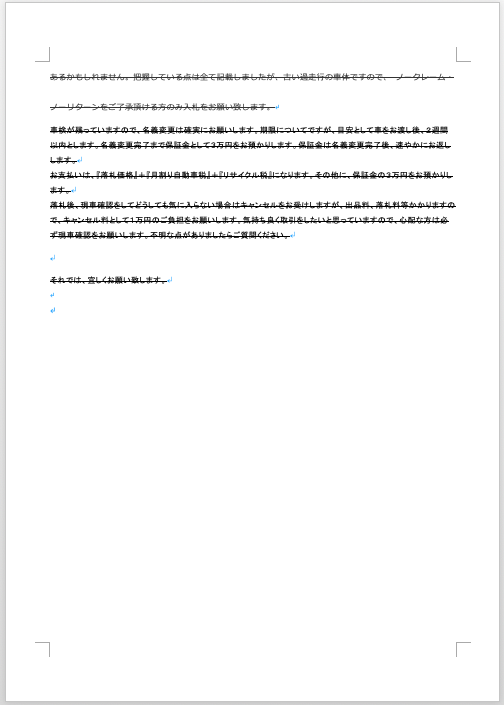 あるかもしれません。把握している点は全て記載しましたが、古い過走行の車体ですので、ノークレーム・
ノーリターンをご了承頂ける方のみ入札をお願い致します。
車検が残っていますので、名義変更は確実にお願いします。期限についてですが、目安として車をお渡し後、2週間
以内とします。名義変更完了まで保証金として3万円をお預かりします。保証金は名義変更完了後、速やかにお返し
します。
お支払いは、『落札価格』+『月割り自動車税』+『リサイクル税』になります。その他に、保証金の3万円をお預かりし
ます。
落札後、現車確認をしてどうしても気に入らない場合はキャンセルをお受けしますが、出品料、落札料等かかりますの
で、キャンセル料として1万円のご負担をお願いします。気持ち良く取引をしたいと思っていますので、心配な方は必
ず現車確認をお願いします。不明な点がありましたらご質問ください。
それでは、宜しくお願い致します。